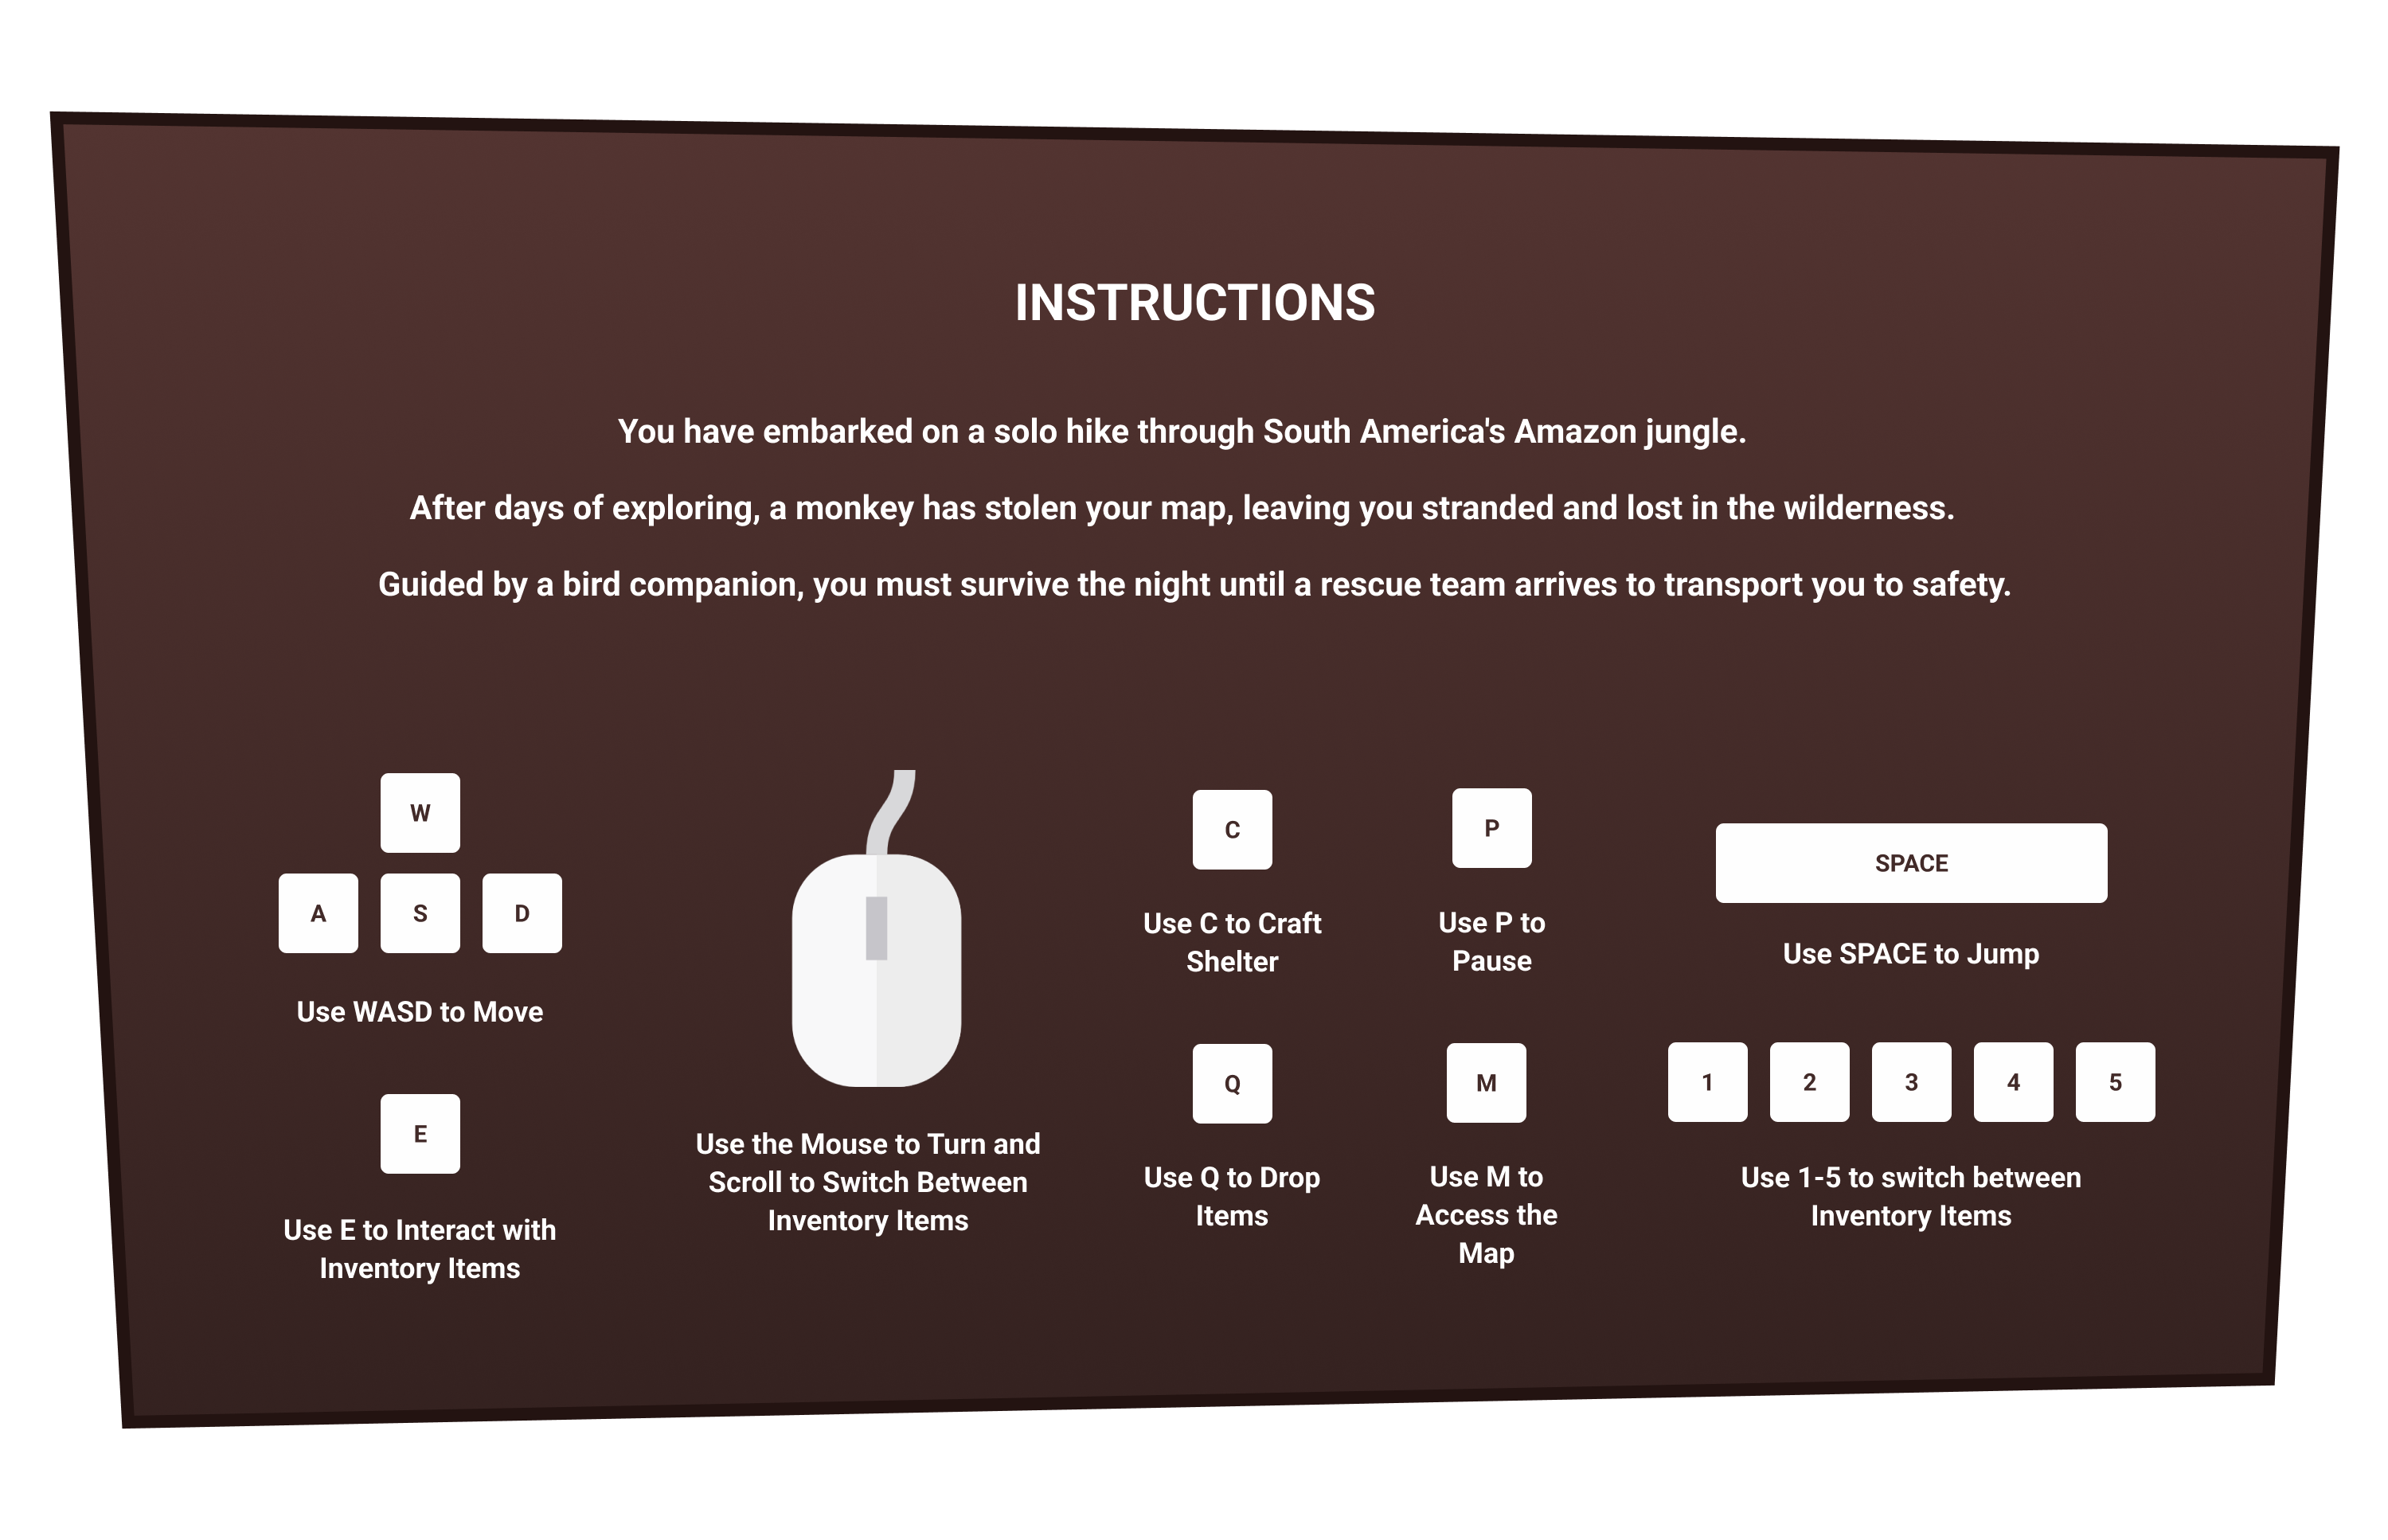 INSTRUCTIONS
You have embarked on a solo hike through South America's Amazon jungle.
After days of exploring, a monkey has stolen your map, leaving you stranded and lost in the wilderness.
Guided by a bird companion, you must survive the night until a rescue team arrives to transport you to safety.
W
A S D
Use WASD to Move
E
Use E to Interact with
Inventory Items
Use the Mouse to Turn and
Scroll to Switch Between
Inventory Items
C
Use C to Craft
Shelter
Q
Use Q to Drop
Items
P
Use P to
Pause
M
Use M to
Access the
Map
SPACE
Use SPACE to Jump
1 2 3 4 5
Use 1-5 to switch between
Inventory Items